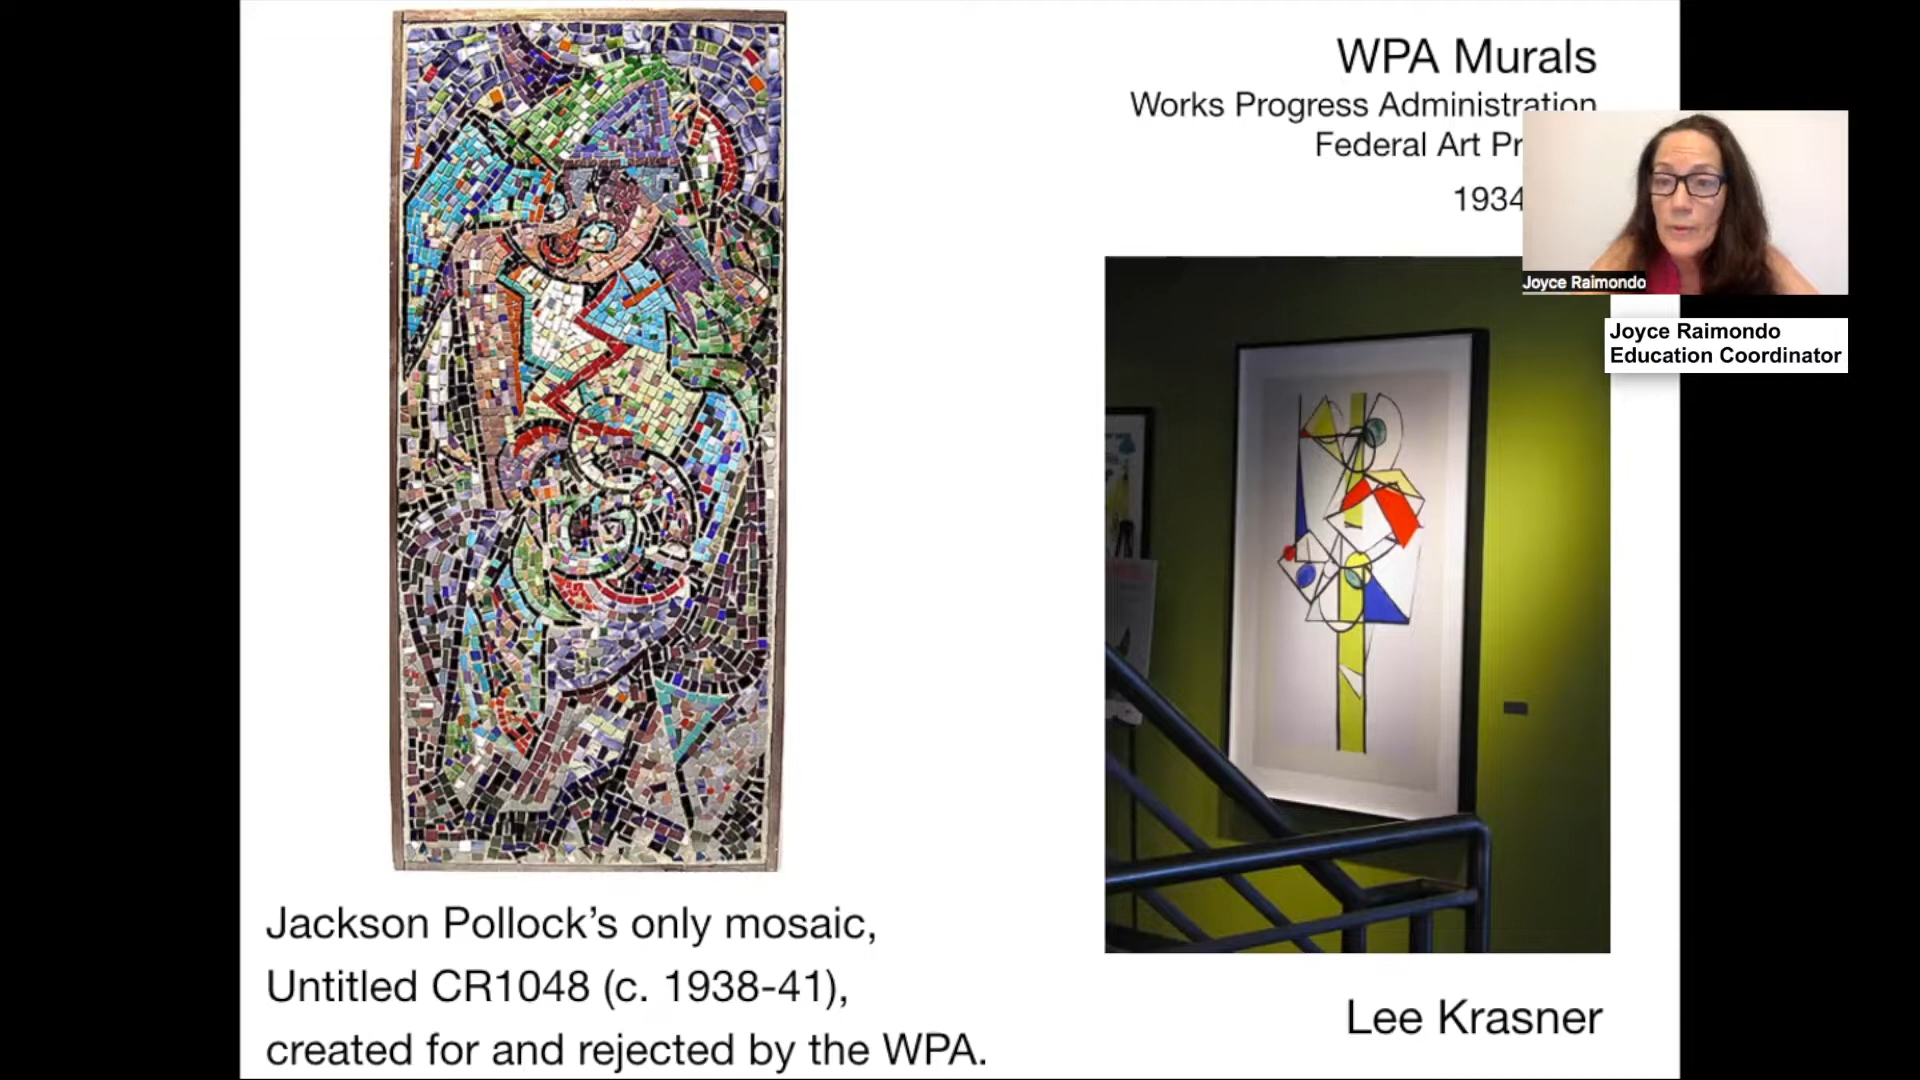 WPA Murals
Works Progress Administration
Federal Art
1934
Joyce Raimondo
Joyce Raimondo
Education Coordinator
Jackson Pollock’s only mosaic,
Untitled CR1048 (c. 1938-41),
created for and rejected by the WPA.
Lee Krasner